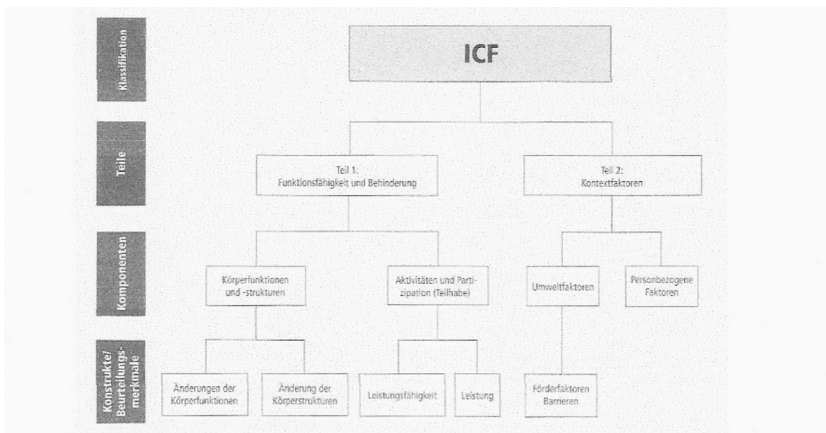 Klassifikation
ICF
Teile
Teil 1:
Funktionsfähigkeit und Behinderung
Teil 2:
Kontextfaktoren
Komponenten
Körperfunktionen
und -strukturen
Aktivitäten und Parti-
zipation (Teilhabe)
Umweltfaktoren
Personbezogene
Faktoren
Konstrukte/
Beurteilungs-
merkmale
Änderungen der
Körperfunktionen
Änderung der
Körperstrukturen
Leistungsfähigkeit
Leistung
Förderfaktoren
Barrieren